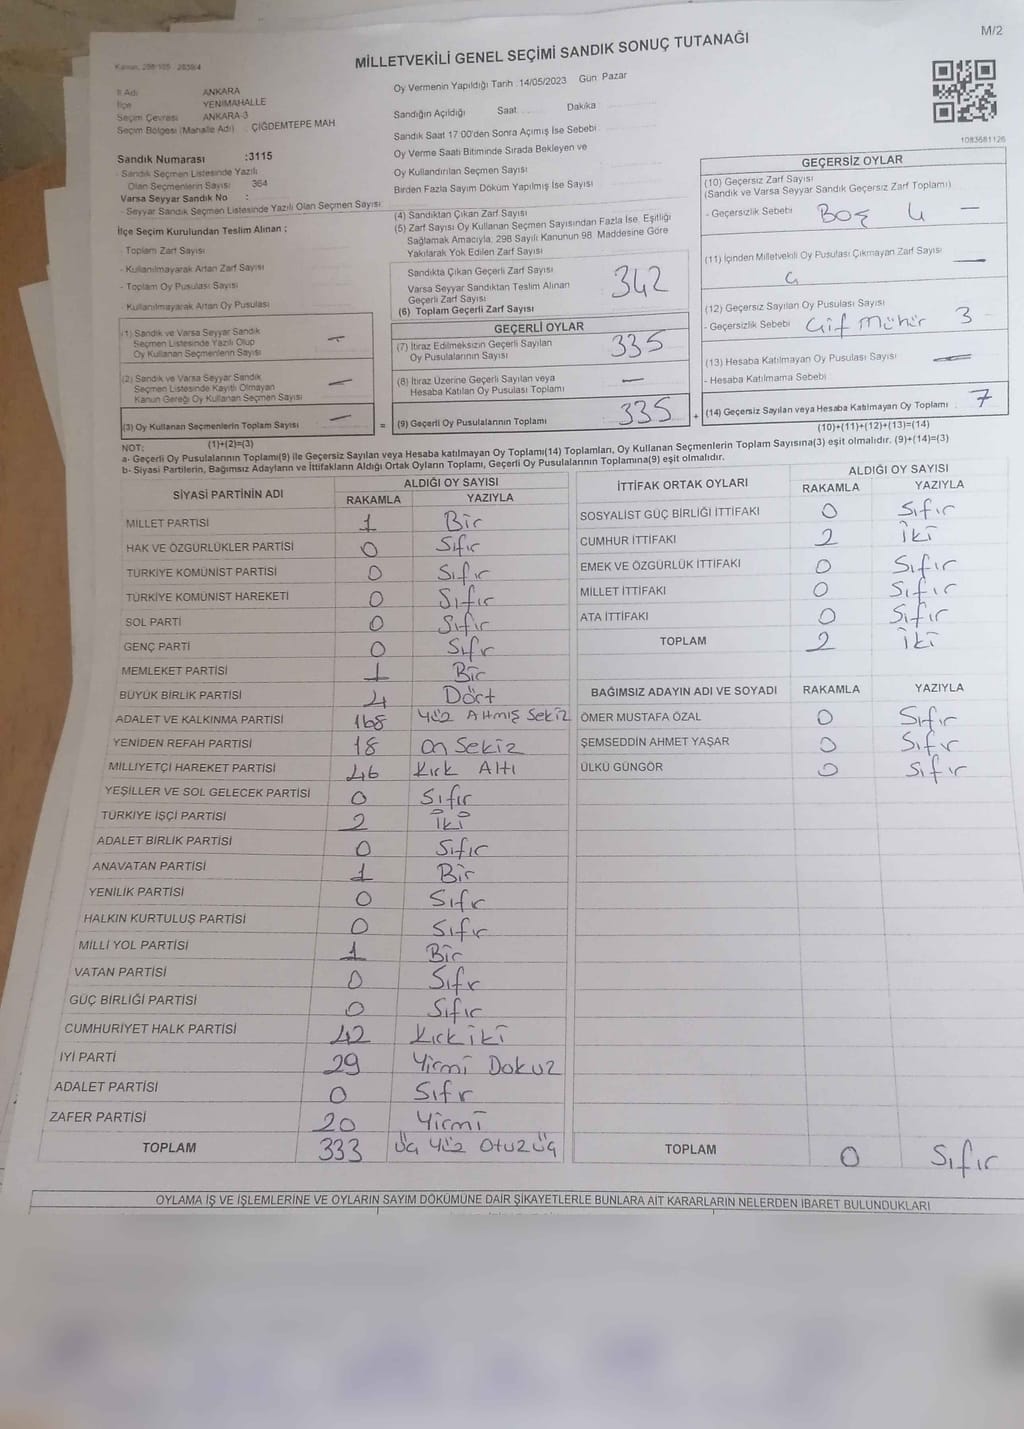 M/2
MİLLETVEKİLİ GENEL SEÇİMİ SANDIK SONUÇ TUTANAĞI
İl Adı ANKARA
İlçe YENİMAHALLE
Seçim Çevresi ANKARA-3
Seçim Bölgesi (Mahalle Adı) : ÇİĞDEMTEPE MAH
Sandık Numarası :3115
- Sandık Seçmen Listesinde Yazılı
Olan Seçmenlerin Sayısı 364
Varsa Seyyar Sandık No :
- Seyyar Sandık Seçmen Listesinde Yazılı Olan Seçmen Sayısı
İlçe Seçim Kurulundan Teslim Alınan ;
- Toplam Zarf Sayısı
- Kullanılmayarak Artan Zarf Sayısı
- Toplam Oy Pusulası Sayısı
- Kullanılmayarak Artan Oy Pusulası
(1) Sandık ve Varsa Seyyar Sandık
Seçmen Listesinde Yazılı Olup
Oy Kullanan Seçmenlerin Sayısı —
(2) Sandık ve Varsa Seyyar Sandık
Seçmen Listesinde Kayıtlı Olmayan
Kanun Gereği Oy Kullanan Seçmen Sayısı —
(3) Oy Kullanan Seçmenlerin Toplam Sayısı —
(1)+(2)=(3)
Oy Vermenin Yapıldığı Tarih :14/05/2023 Gün Pazar
Sandığın Açıldığı Saat Dakika
Sandık Saat 17:00'den Sonra Açımış İse Sebebi
Oy Verme Saati Bitiminde Sırada Bekleyen ve
Oy Kullandırılan Seçmen Sayısı
Birden Fazla Sayım Döküm Yapılmış İse Sayısı
(4) Sandıktan Çıkan Zarf Sayısı
(5) Zarf Sayısı Oy Kullanan Seçmen Sayısından Fazla İse, Eşitliği
Sağlamak Amacıyla, 298 Sayılı Kanunun 98. Maddesine Göre
Yakılarak Yok Edilen Zarf Sayısı
Sandıkta Çıkan Geçerli Zarf Sayısı
Varsa Seyyar Sandıktan Teslim Alınan
Geçerli Zarf Sayısı
(6) Toplam Geçerli Zarf Sayısı 342
GEÇERLİ OYLAR
(7) İtiraz Edilmeksizin Geçerli Sayılan
Oy Pusulalarının Sayısı 335
(8) İtiraz Üzerine Geçerli Sayılan veya
Hesaba Katılan Oy Pusulası Toplamı —
= (9) Geçerli Oy Pusulalarının Toplamı 335 +
1083681126
GEÇERSİZ OYLAR
(10) Geçersiz Zarf Sayısı
(Sandık ve Varsa Seyyar Sandık Geçersiz Zarf Toplamı)
- Geçersizlik Sebebi Boş 4 —
(11) İçinden Milletvekili Oy Pusulası Çıkmayan Zarf Sayısı —
(12) Geçersiz Sayılan Oy Pusulası Sayısı
- Geçersizlik Sebebi Çift Mühür 3
(13) Hesaba Katılmayan Oy Pusulası Sayısı —
- Hesaba Katılmama Sebebi
(14) Geçersiz Sayılan veya Hesaba Katılmayan Oy Toplamı 7
(10)+(11)+(12)+(13)=(14)
NOT:
a- Geçerli Oy Pusulalarının Toplamı(9) ile Geçersiz Sayılan veya Hesaba katılmayan Oy Toplamı(14) Toplamları, Oy Kullanan Seçmenlerin Toplam Sayısına(3) eşit olmalıdır. (9)+(14)=(3)
b- Siyasi Partilerin, Bağımsız Adayların ve İttifakların Aldığı Ortak Oyların Toplamı, Geçerli Oy Pusulalarının Toplamına(9) eşit olmalıdır.
SİYASİ PARTİNİN ADI ALDIĞI OY SAYISI
RAKAMLA YAZIYLA
MİLLET PARTİSİ 1 Bir
HAK VE ÖZGÜRLÜKLER PARTİSİ 0 Sıfır
TÜRKİYE KOMÜNİST PARTİSİ 0 Sıfır
TÜRKİYE KOMÜNİST HAREKETİ 0 Sıfır
SOL PARTİ 0 Sıfır
GENÇ PARTİ 0 Sıfr
MEMLEKET PARTİSİ 1 Bir
BÜYÜK BİRLİK PARTİSİ 4 Dört
ADALET VE KALKINMA PARTİSİ 168 Yüz Atmış Sekiz
YENİDEN REFAH PARTİSİ 18 On Sekiz
MİLLİYETÇİ HAREKET PARTİSİ 46 Kırk Altı
YEŞİLLER VE SOL GELECEK PARTİSİ 0 Sıfır
TÜRKİYE İŞÇİ PARTİSİ 2 İki
ADALET BİRLİK PARTİSİ 0 Sıfır
ANAVATAN PARTİSİ 1 Bir
YENİLİK PARTİSİ 0 Sıfır
HALKIN KURTULUŞ PARTİSİ 0 Sıfır
MİLLİ YOL PARTİSİ 1 Bir
VATAN PARTİSİ 0 Sıfır
GÜÇ BİRLİĞİ PARTİSİ 0 Sıfır
CUMHURİYET HALK PARTİSİ 42 Kırk iki
İYİ PARTİ 29 Yirmi Dokuz
ADALET PARTİSİ 0 Sıfr
ZAFER PARTİSİ 20 Yirmi
TOPLAM 333 Üç Yüz Otuz üç
İTTİFAK ORTAK OYLARI ALDIĞI OY SAYISI
RAKAMLA YAZIYLA
SOSYALİST GÜÇ BİRLİĞİ İTTİFAKI 0 Sıfır
CUMHUR İTTİFAKI 2 İki
EMEK VE ÖZGÜRLÜK İTTİFAKI 0 Sıfır
MİLLET İTTİFAKI 0 Sıfır
ATA İTTİFAKI 0 Sıfır
TOPLAM 2 İki
BAĞIMSIZ ADAYIN ADI VE SOYADI RAKAMLA YAZIYLA
ÖMER MUSTAFA ÖZAL 0 Sıfır
ŞEMSEDDİN AHMET YAŞAR 0 Sıfır
ÜLKÜ GÜNGÖR 0 Sıfır
TOPLAM 0 Sıfır
OYLAMA İŞ VE İŞLEMLERİNE VE OYLARIN SAYIM DÖKÜMÜNE DAİR ŞİKAYETLERLE BUNLARA AİT KARARLARIN NELERDEN İBARET BULUNDUKLARI